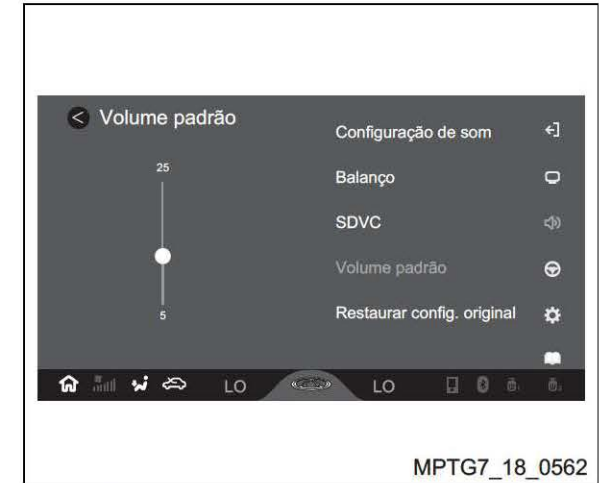 Volume padrão
25
5
Configuração de som
Balanço
SDVC
Volume padrão
Restaurar config. original
LO
LO
MPTG7_18_0562